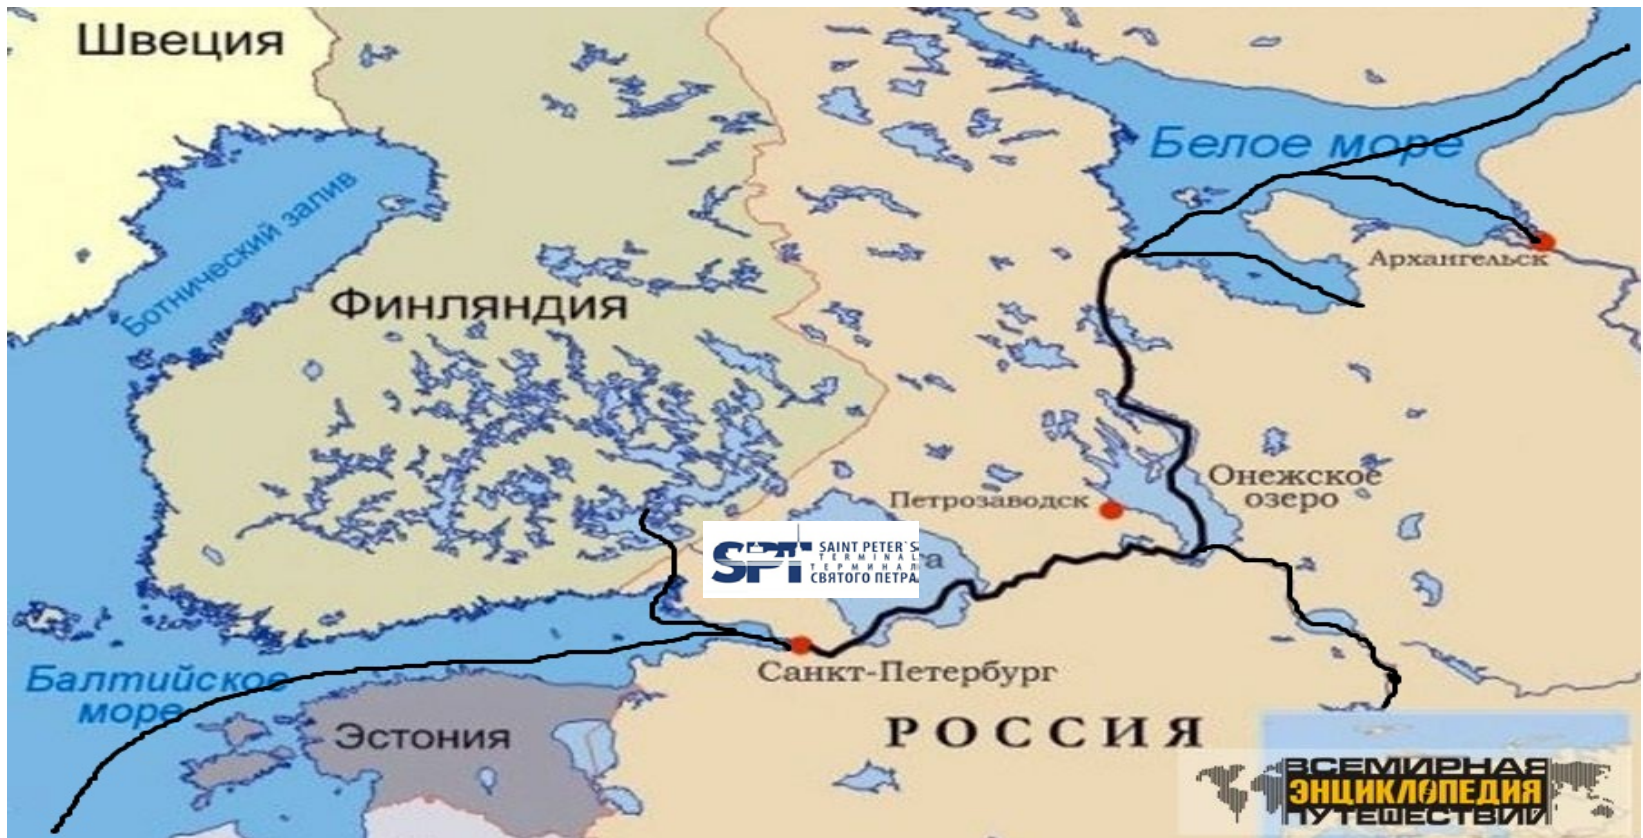 Швеция
Белое море
Ботнический залив
Архангельск
Финляндия
Онежское
озеро
Петрозаводск
SPT SAINT PETER`S
TERMINAL
ТЕРМИНАЛ
СВЯТОГО ПЕТРА
а
Санкт-Петербург
Балтийское
море
Эстония
РОССИЯ
ВСЕМИРНАЯ
ЭНЦИКЛОПЕДИЯ
ПУТЕШЕСТВИЙ